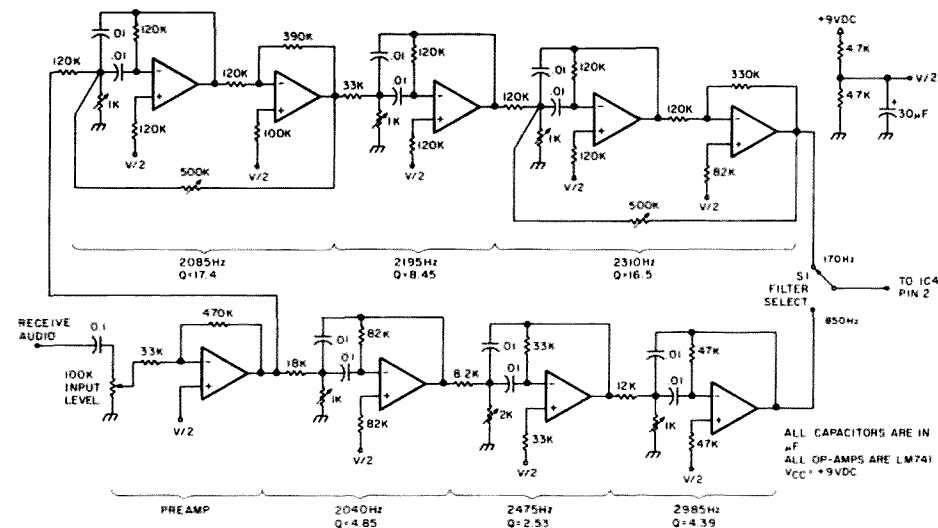 .01
120K
390K
.01
120K
+9VDC
.01
120K
330K
4.7K
120K
.01
120K
33K
.01
120K
.01
120K
V/2
1K
1K
1K
4.7K
30μF
120K
100K
120K
120K
82K
V/2
V/2
V/2
V/2
V/2
500K
500K
2085Hz
Q=17.4
2195Hz
Q=8.45
2310Hz
Q=16.5
170Hz
S1
FILTER
SELECT
TO IC4
PIN 2
850Hz
RECEIVE
AUDIO
0.1
470K
33K
100K
INPUT
LEVEL
V/2
.01
82K
18K
.01
1K
82K
V/2
.01
33K
8.2K
.01
2K
33K
V/2
.01
47K
12K
.01
1K
47K
V/2
ALL CAPACITORS ARE IN
μF
ALL OP-AMPS ARE LM741
VCC= +9VDC
PREAMP
2040Hz
Q=4.85
2475Hz
Q=2.53
2985Hz
Q=4.39